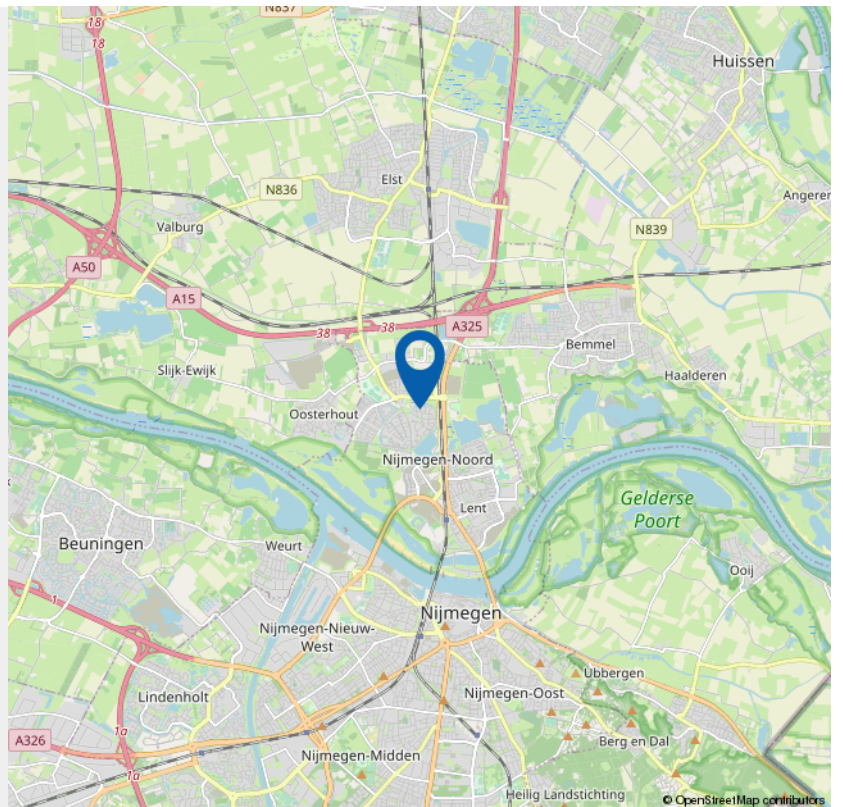 N837
18
18
Huissen
Elst
N836
Angeren
Valburg
N839
A50
A15
38
38
A325
Bemmel
Slijk-Ewijk
Haalderen
Oosterhout
Nijmegen-Noord
Gelderse
Poort
Lent
Beuningen
Weurt
Ooij
1
Nijmegen
Nijmegen-Nieuw-
West
Ubbergen
Lindenholt
Nijmegen-Oost
1a
A326
Berg en Dal
Nijmegen-Midden
1a
Heilig Landstichting
© OpenStreetMap contributors